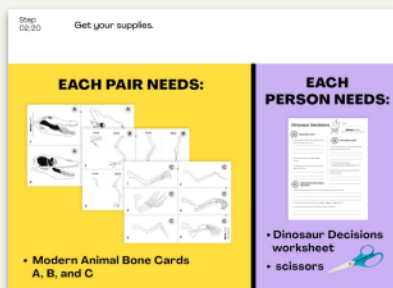 Step
02/20
Get your supplies.
EACH PAIR NEEDS:
A
B
C
C
C
• Modern Animal Bone Cards
A, B, and C
EACH
PERSON NEEDS:
Dinosaur Decisions
• Dinosaur Decisions
worksheet
• scissors